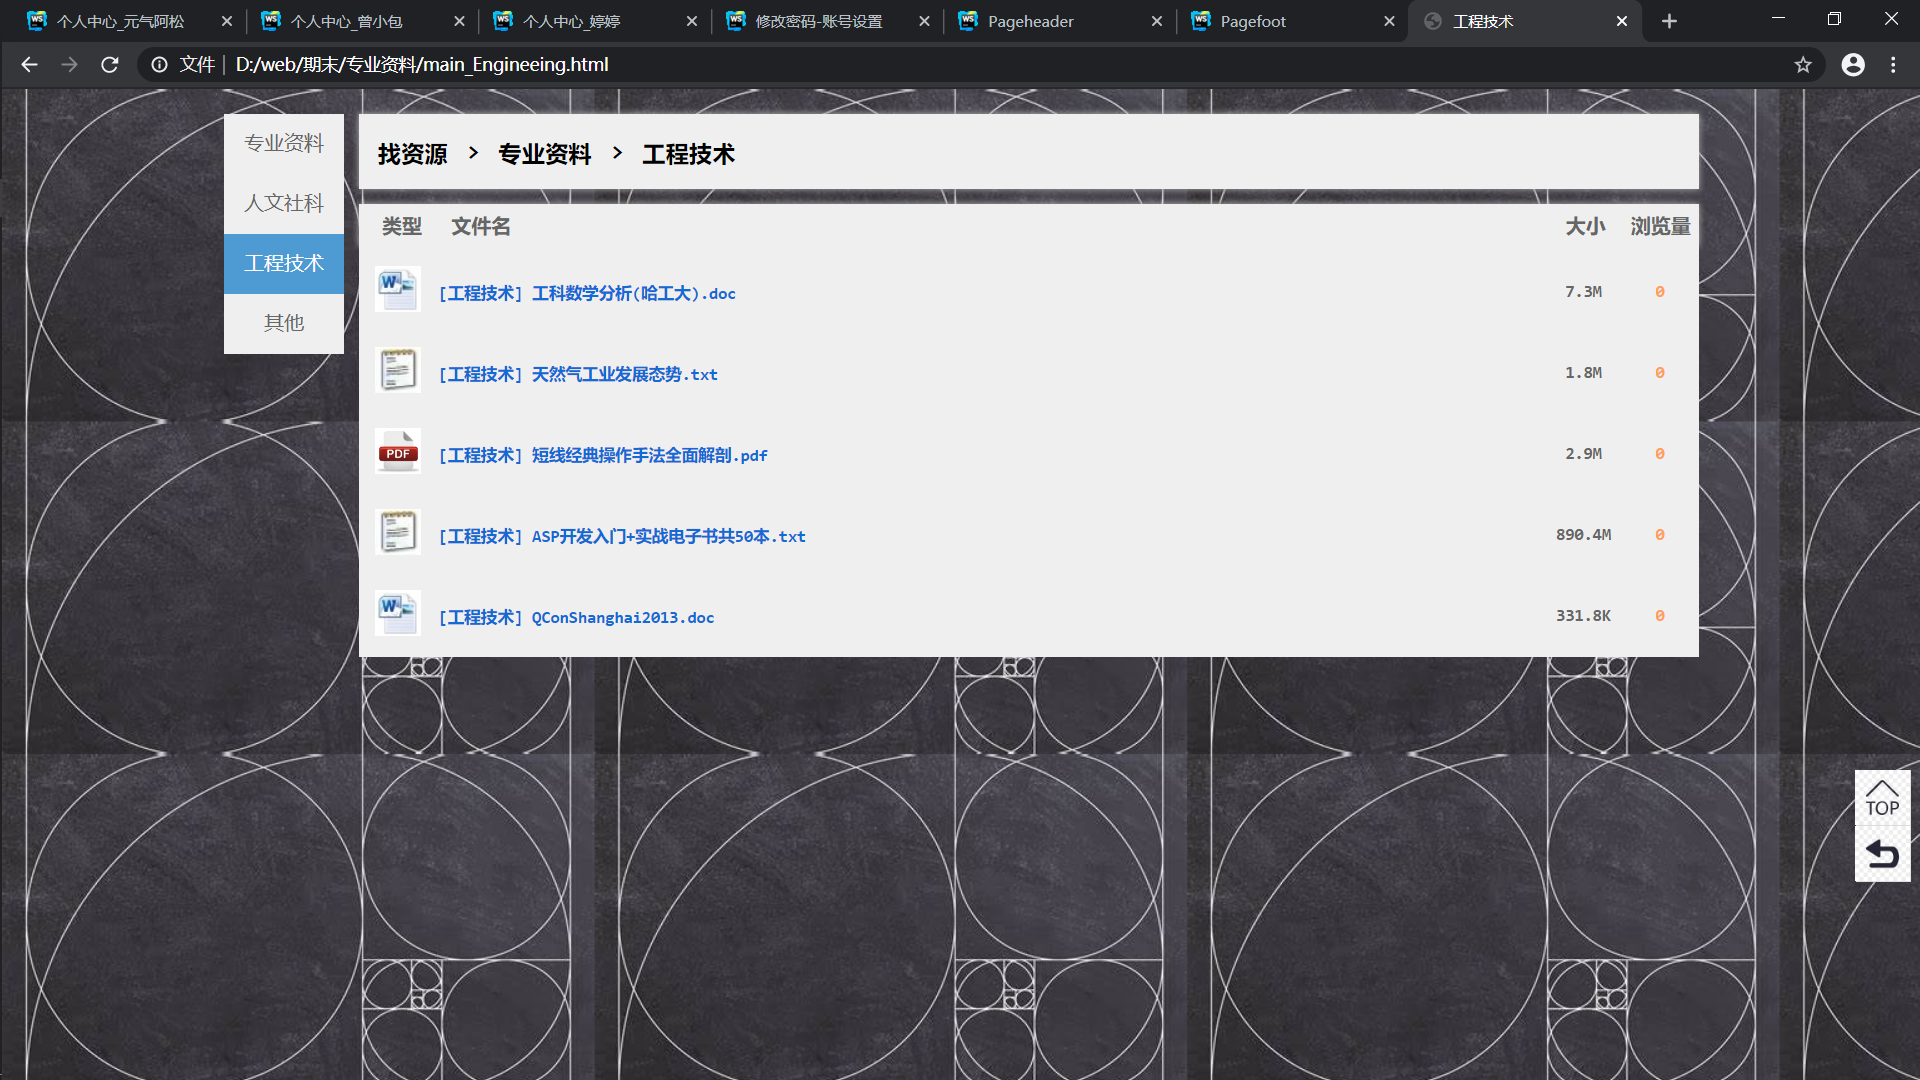 个人中心_元气阿松
个人中心_曾小包
个人中心_婷婷
修改密码-账号设置
Pageheader
Pagefoot
工程技术
文件 | D:/web/期末/专业资料/main_Engineeing.html
专业资料
人文社科
工程技术
其他
找资源 > 专业资料 > 工程技术
类型 文件名 大小 浏览量
[工程技术] 工科数学分析(哈工大).doc 7.3M 0
[工程技术] 天然气工业发展态势.txt 1.8M 0
PDF [工程技术] 短线经典操作手法全面解剖.pdf 2.9M 0
[工程技术] ASP开发入门+实战电子书共50本.txt 890.4M 0
[工程技术] QConShanghai2013.doc 331.8K 0
TOP